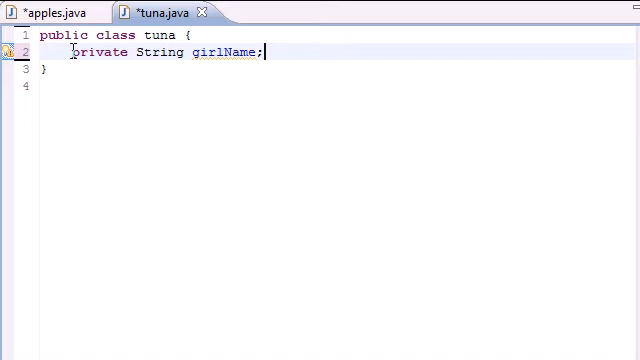 *apples.java
*tuna.java
1 public class tuna {
2 private String girlName;
3 }
4